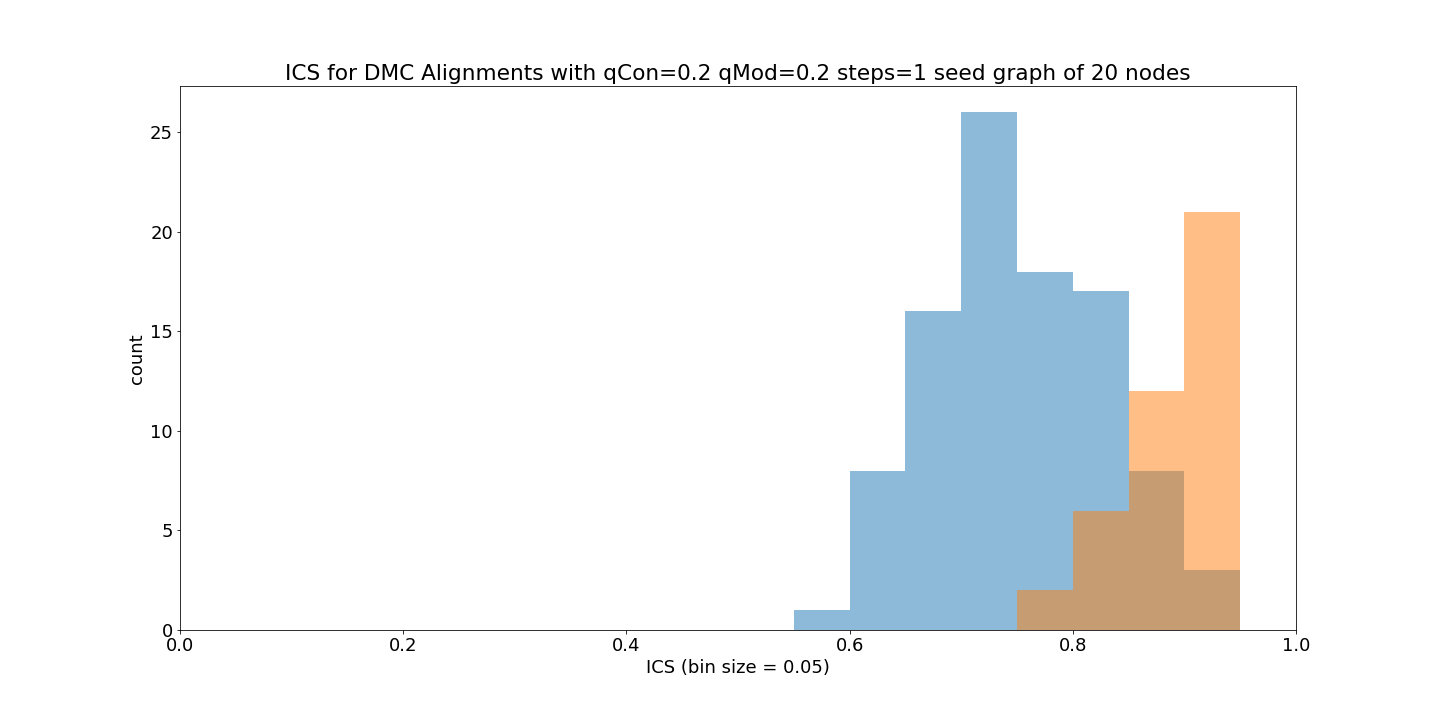 ICS for DMC Alignments with qCon=0.2 qMod=0.2 steps=1 seed graph of 20 nodes
25
20
15
10
5
0
count
0.0 0.2 0.4 0.6 0.8 1.0
ICS (bin size = 0.05)